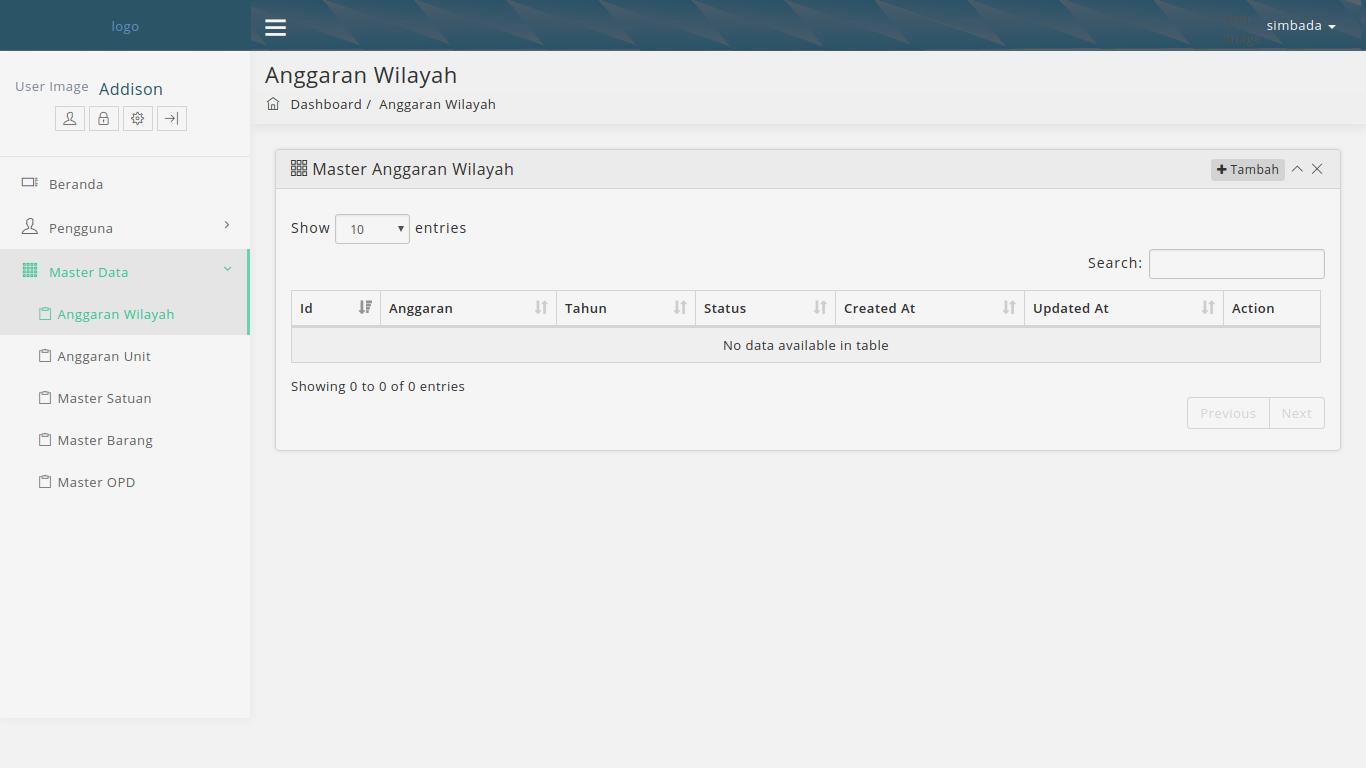 logo
simbada
User Image Addison
Beranda
Pengguna
Master Data
Anggaran Wilayah
Anggaran Unit
Master Satuan
Master Barang
Master OPD
Anggaran Wilayah
Dashboard / Anggaran Wilayah
Master Anggaran Wilayah
Tambah
Show 10 entries
Search:
Id Anggaran Tahun Status Created At Updated At Action
No data available in table
Showing 0 to 0 of 0 entries
Previous Next